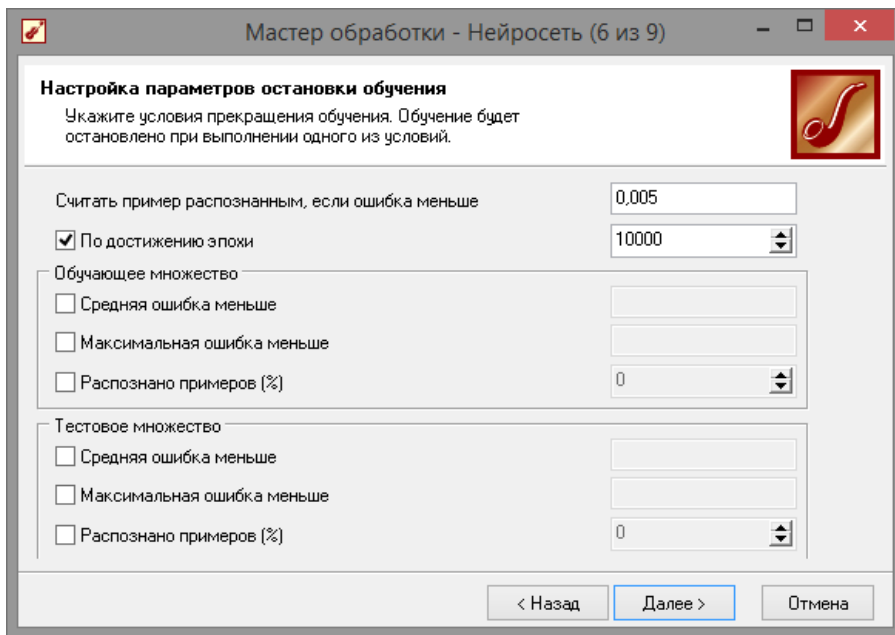 Мастер обработки - Нейросеть (6 из 9)
Настройка параметров остановки обучения
Укажите условия прекращения обучения. Обучение будет
остановлено при выполнении одного из условий.
Считать пример распознанным, если ошибка меньше 0,005
По достижению эпохи 10000
Обучающее множество
Средняя ошибка меньше
Максимальная ошибка меньше
Распознано примеров (%) 0
Тестовое множество
Средняя ошибка меньше
Максимальная ошибка меньше
Распознано примеров (%) 0
< Назад Далее > Отмена